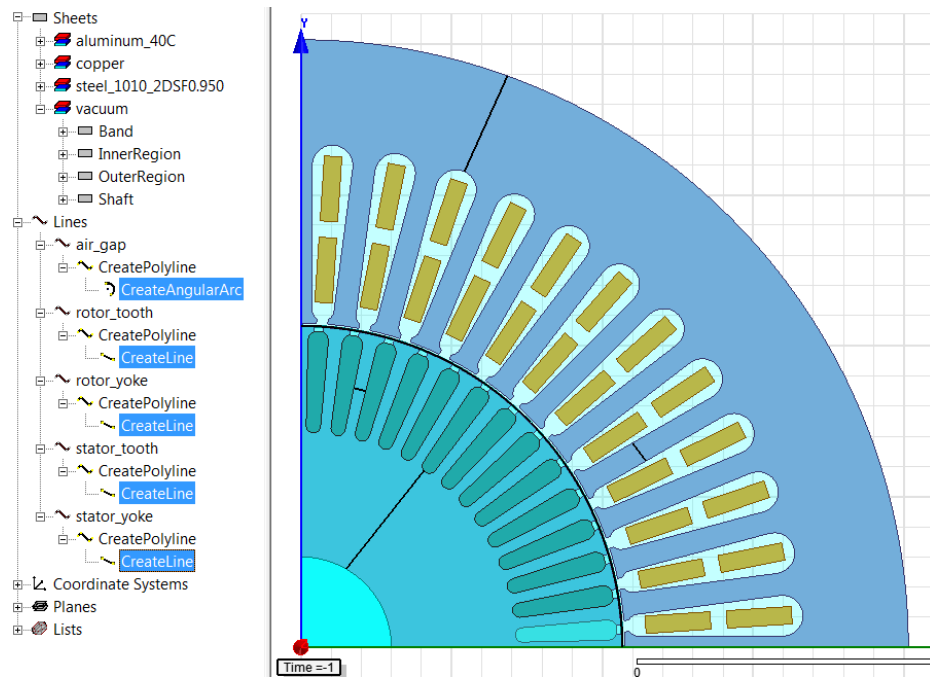 Sheets
aluminum_40C
copper
steel_1010_2DSF0.950
vacuum
Band
InnerRegion
OuterRegion
Shaft
Lines
air_gap
CreatePolyline
CreateAngularArc
rotor_tooth
CreatePolyline
CreateLine
rotor_yoke
CreatePolyline
CreateLine
stator_tooth
CreatePolyline
CreateLine
stator_yoke
CreatePolyline
CreateLine
Coordinate Systems
Planes
Lists
Y
Time =-1
0